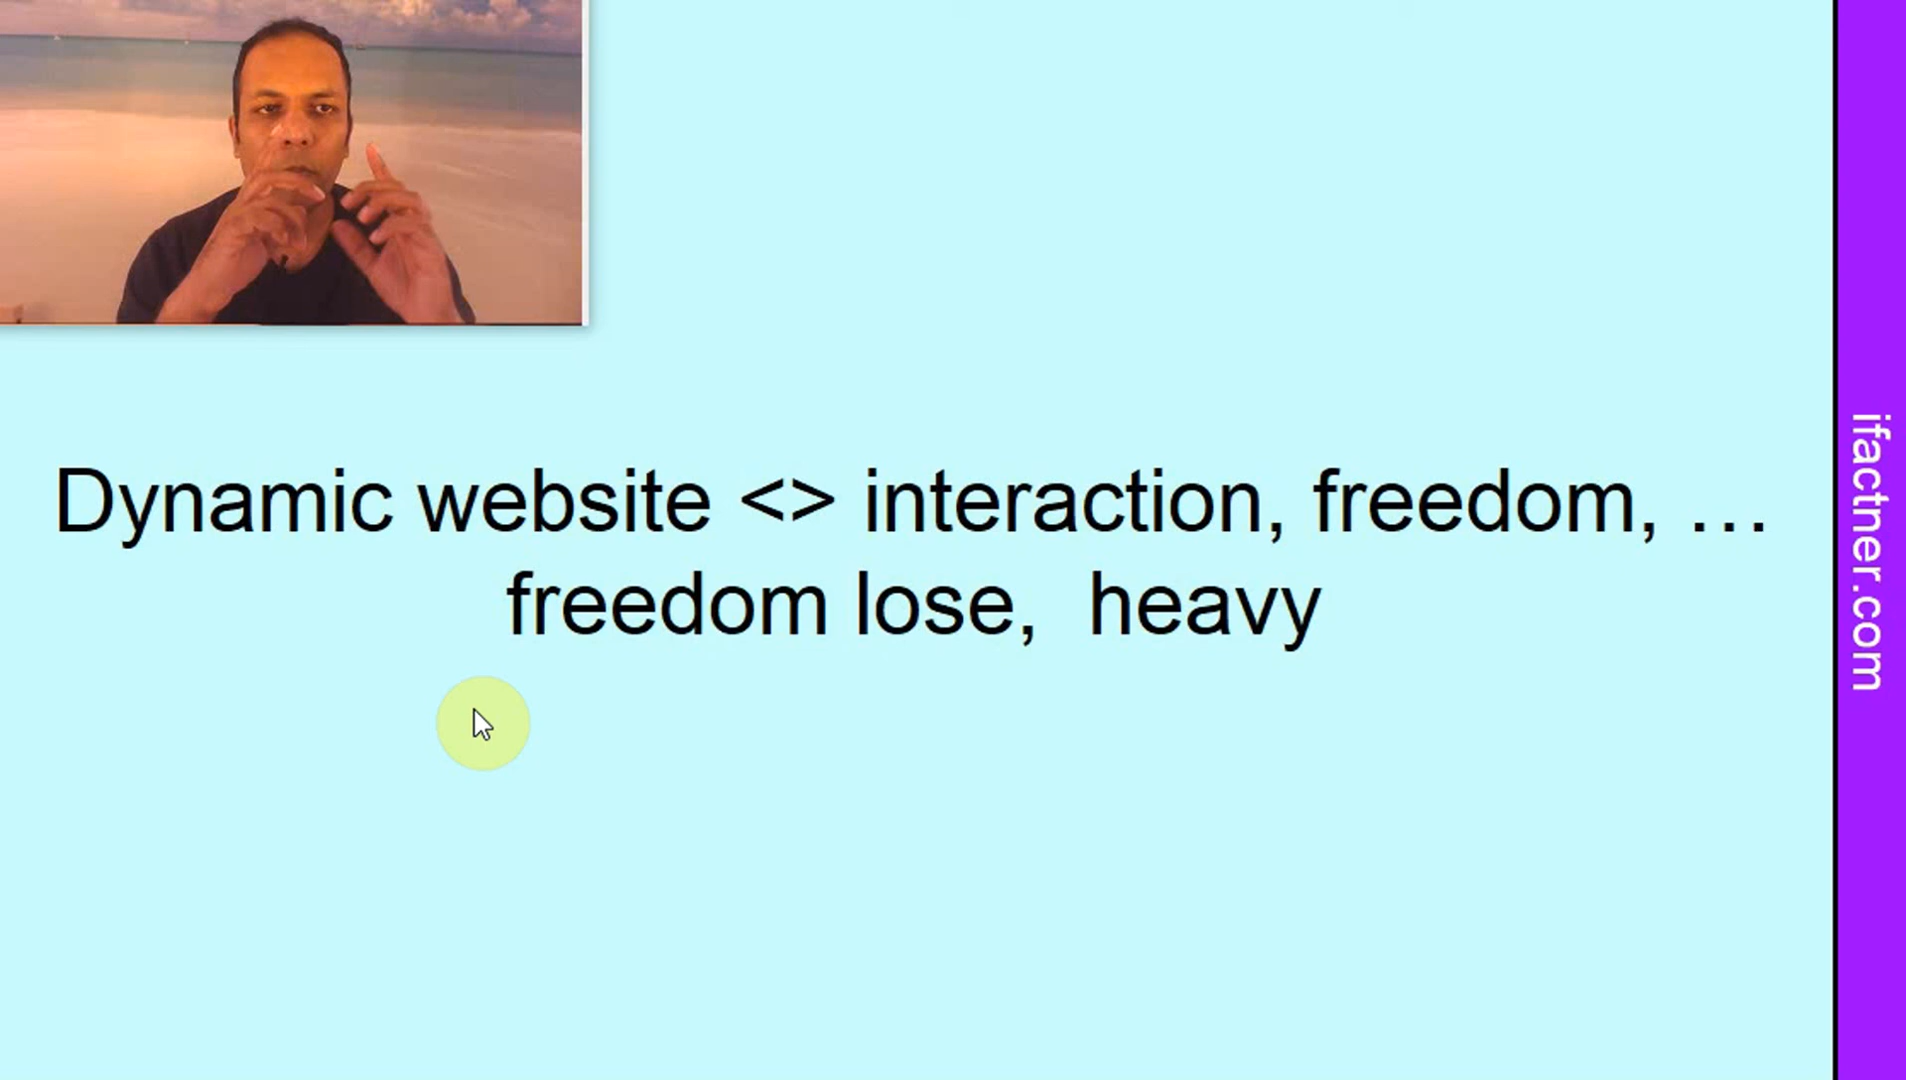 Dynamic website <> interaction, freedom, …
freedom lose,  heavy
ifactner.com